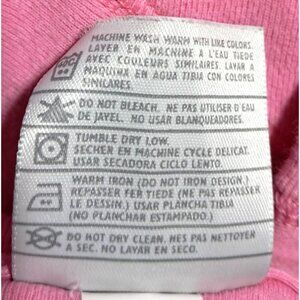 MACHINE WASH WARM WITH LIKE COLORS.
LAVER EN MACHINE A L'EAU TIEDE
AVEC COULEURS SIMILAIRES. LAVAR A
MAQUINA EN AGUA TIBIA CON COLORES
SIMILARES.
DO NOT BLEACH. NE PAS UTILISER D'EAU
DE JAVEL. NO USAR BLANQUEADORES.
TUMBLE DRY LOW.
SECHER EN MACHINE CYCLE DELICAT.
USAR SECADORA CICLO LENTO.
WARM IRON (DO NOT IRON DESIGN.)
REPASSER FER TIEDE (NE PAS REPASSER
LE DESSIN.) USAR PLANCHA TIBIA
(NO PLANCHAR ESTAMPADO.)
DO NOT DRY CLEAN. NES PAS NETTOYER
A SEC. NO LAVAR EN SECO.